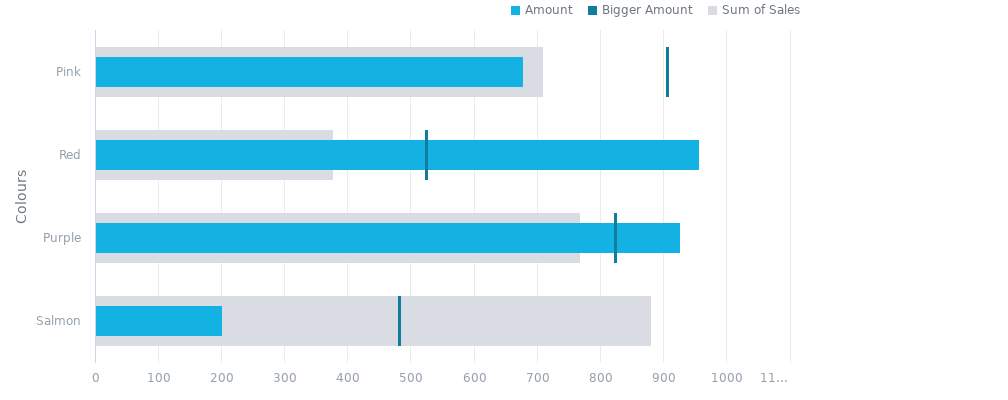 Amount Bigger Amount Sum of Sales
Colours
Pink
Red
Purple
Salmon
0 100 200 300 400 500 600 700 800 900 1000 11...